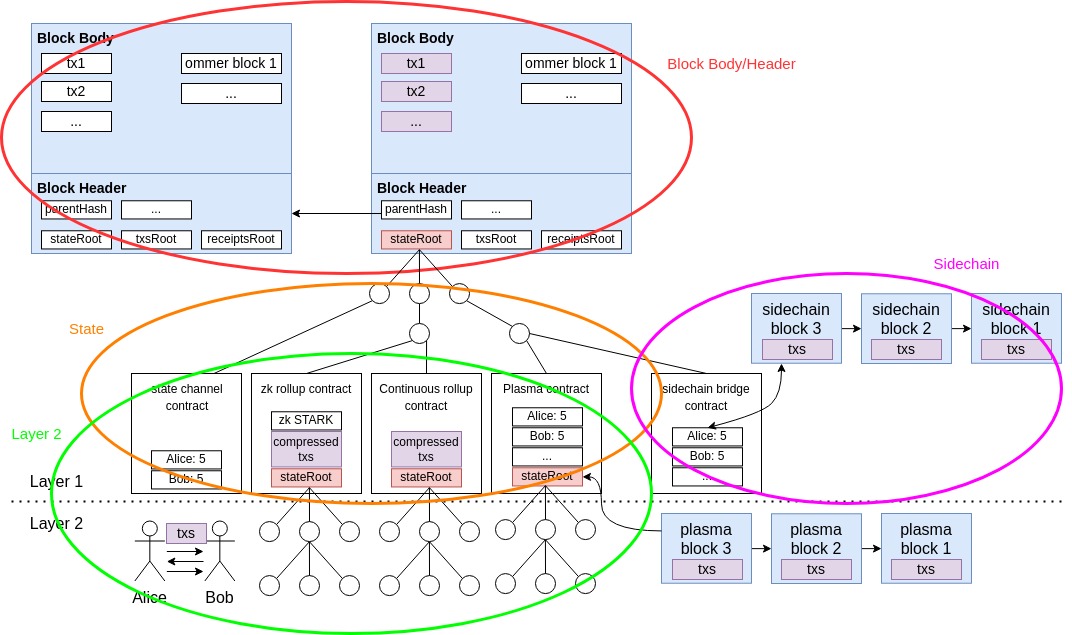 Block Body
tx1
ommer block 1
tx2
...
...
Block Header
parentHash
...
stateRoot
txsRoot
receiptsRoot
Block Body
tx1
ommer block 1
tx2
...
...
Block Header
parentHash
...
stateRoot
txsRoot
receiptsRoot
Block Body/Header
Sidechain
sidechain
block 3
txs
sidechain
block 2
txs
sidechain
block 1
txs
State
state channel
contract
Alice: 5
Bob: 5
zk rollup contract
zk STARK
compressed
txs
stateRoot
Continuous rollup
contract
compressed
txs
stateRoot
Plasma contract
Alice: 5
Bob: 5
...
stateRoot
sidechain bridge
contract
Alice: 5
Bob: 5
...
Layer 2
Layer 1
Layer 2
txs
Alice
Bob
plasma
block 3
txs
plasma
block 2
txs
plasma
block 1
txs